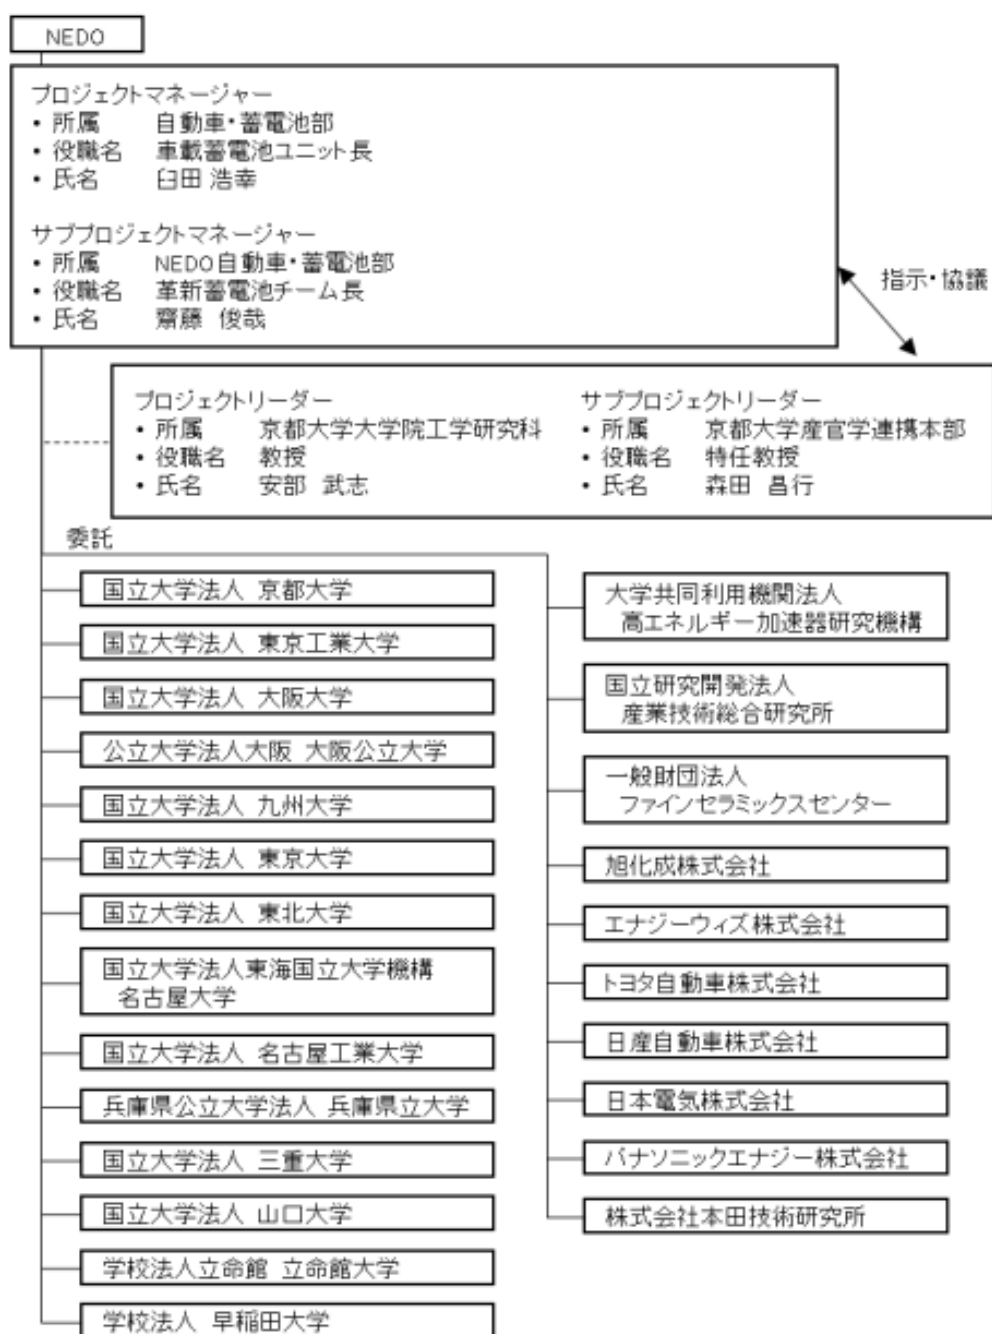 NEDO
プロジェクトマネージャー
• 所属 自動車・蓄電池部
• 役職名 車載蓄電池ユニット長
• 氏名 臼田 浩幸
サブプロジェクトマネージャー
• 所属 NEDO自動車・蓄電池部
• 役職名 革新蓄電池チーム長
• 氏名 齋藤 俊哉
指示・協議
プロジェクトリーダー
• 所属 京都大学大学院工学研究科
• 役職名 教授
• 氏名 安部 武志
サブプロジェクトリーダー
• 所属 京都大学産官学連携本部
• 役職名 特任教授
• 氏名 森田 昌行
委託
国立大学法人 京都大学
国立大学法人 東京工業大学
国立大学法人 大阪大学
公立大学法人大阪 大阪公立大学
国立大学法人 九州大学
国立大学法人 東京大学
国立大学法人 東北大学
国立大学法人東海国立大学機構
名古屋大学
国立大学法人 名古屋工業大学
兵庫県公立大学法人 兵庫県立大学
国立大学法人 三重大学
国立大学法人 山口大学
学校法人立命館 立命館大学
学校法人 早稲田大学
大学共同利用機関法人
高エネルギー加速器研究機構
国立研究開発法人
産業技術総合研究所
一般財団法人
ファインセラミックスセンター
旭化成株式会社
エナジーウィズ株式会社
トヨタ自動車株式会社
日産自動車株式会社
日本電気株式会社
パナソニックエナジー株式会社
株式会社本田技術研究所